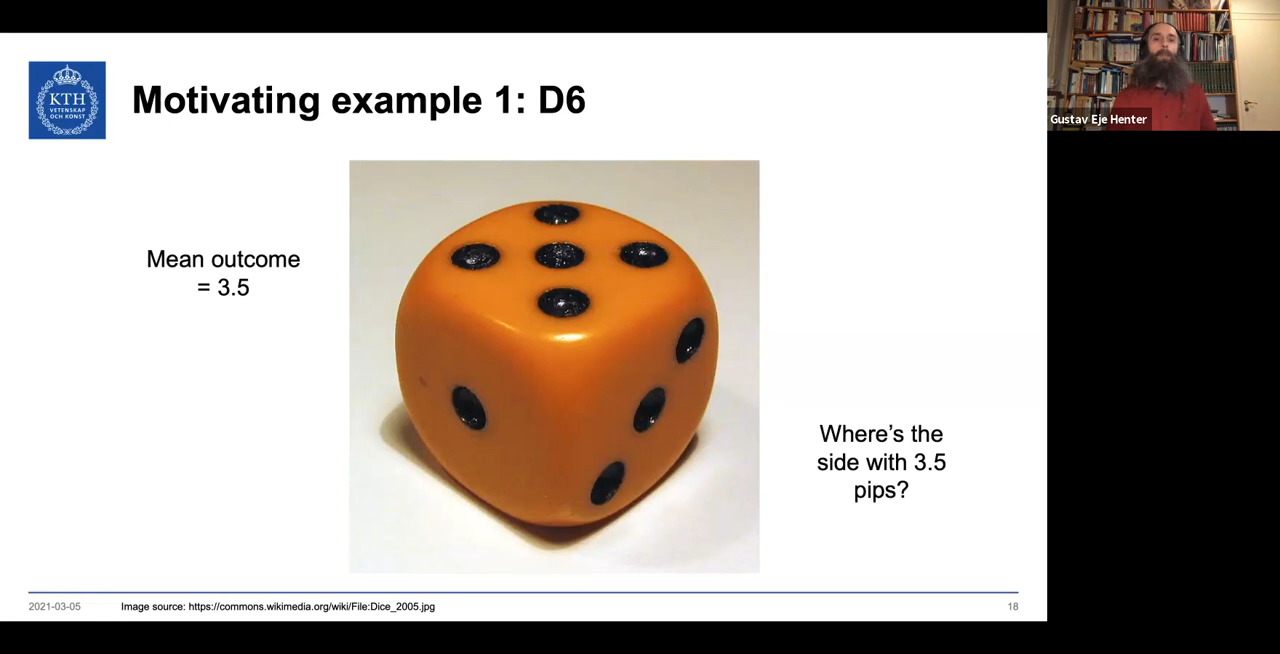 KTH
VETENSKAP
OCH KONST
Motivating example 1: D6
Gustav Eje Henter
Mean outcome
= 3.5
Where’s the
side with 3.5
pips?
2021-03-05
Image source: https://commons.wikimedia.org/wiki/File:Dice_2005.jpg
18